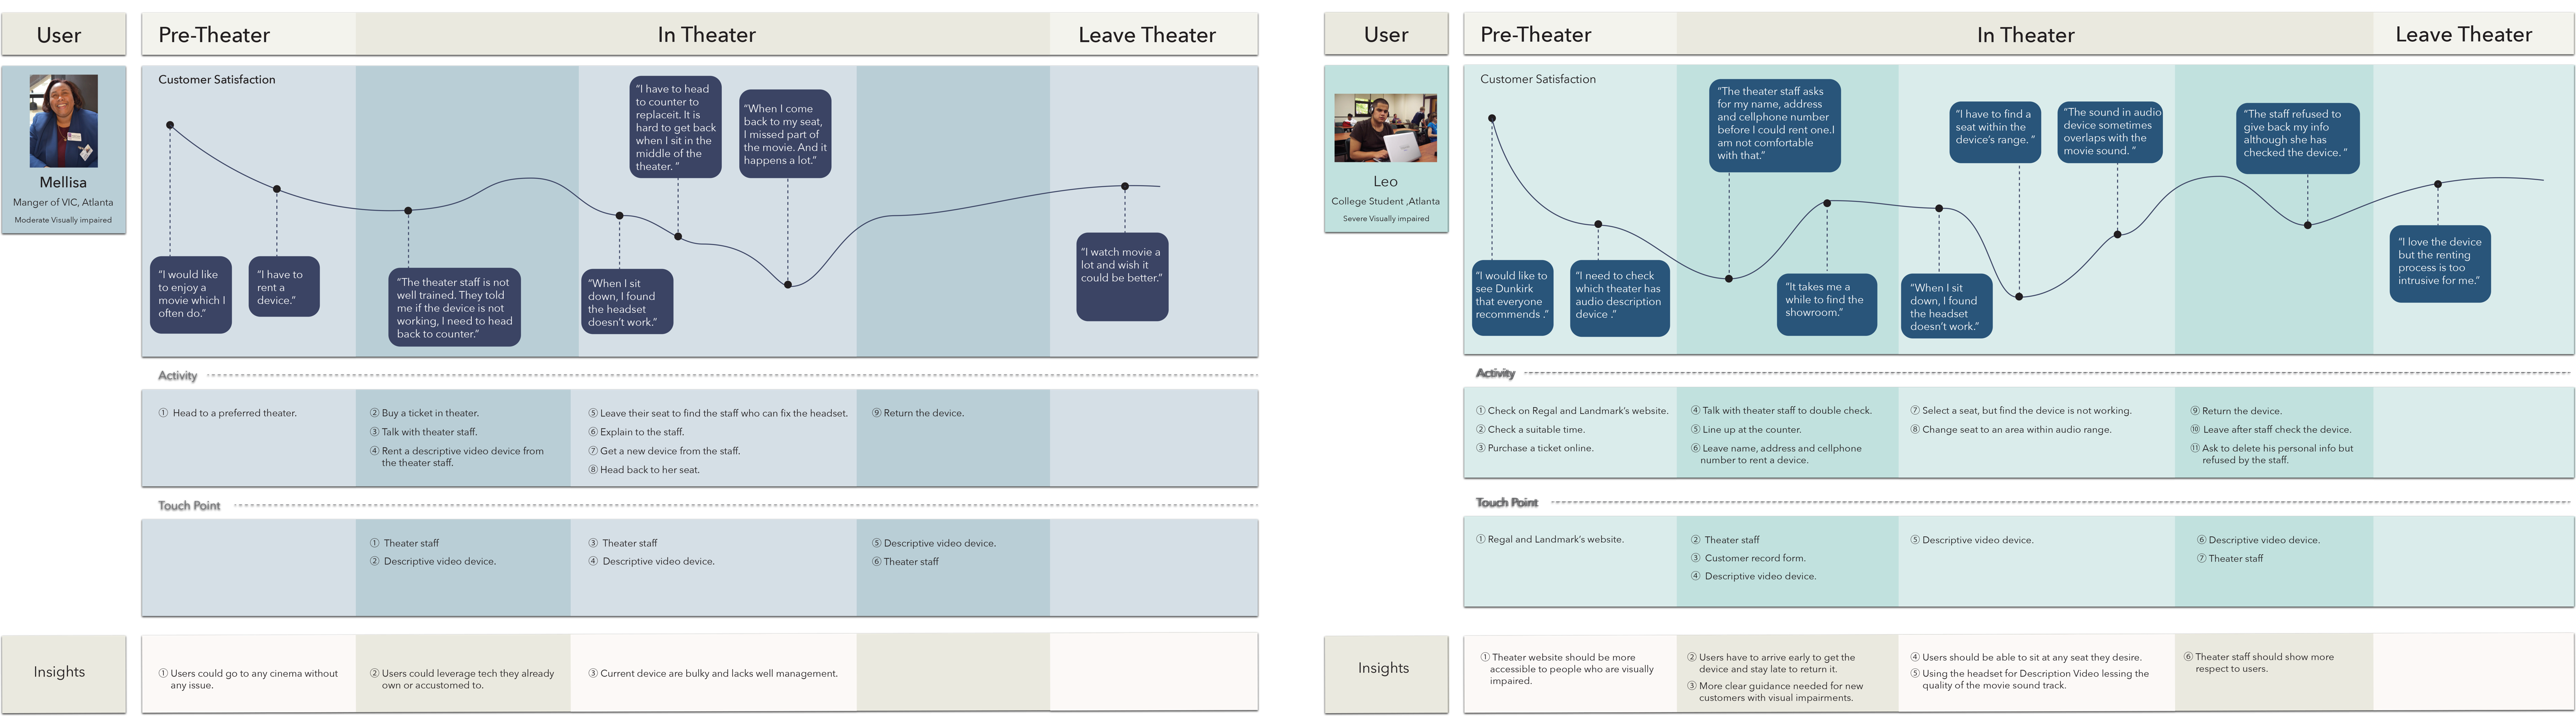 User
Pre-Theater
In Theater
Leave Theater
Mellisa
Manger of VIC, Atlanta
Moderate Visually impaired
Customer Satisfaction
“I would like
to enjoy a
movie which I
often do.”
“I have to
rent a
device.”
“The theater staff is not
well trained. They told
me if the device is not
working, I need to head
back to counter.”
“When I sit
down, I found
the headset
doesn’t work.”
“I have to head
to counter to
replaceit. It is
hard to get back
when I sit in the
middle of the
theater. ”
“When I come
back to my seat,
I missed part of
the movie. And it
happens a lot.”
“I watch movie a
lot and wish it
could be better.”
Activity
① Head to a preferred theater.
② Buy a ticket in theater.
③ Talk with theater staff.
④ Rent a descriptive video device from
the theater staff.
⑤ Leave their seat to find the staff who can fix the headset.
⑥ Explain to the staff.
⑦ Get a new device from the staff.
⑧ Head back to her seat.
⑨ Return the device.
Touch Point
① Theater staff
② Descriptive video device.
③ Theater staff
④ Descriptive video device.
⑤ Descriptive video device.
⑥ Theater staff
Insights
① Users could go to any cinema without
any issue.
② Users could leverage tech they already
own or accustomed to.
③ Current device are bulky and lacks well management.
User
Pre-Theater
In Theater
Leave Theater
Leo
College Student ,Atlanta
Severe Visually impaired
Customer Satisfaction
“I would like to
see Dunkirk
that everyone
recommends .”
“I need to check
which theater has
audio description
device .”
“The theater staff asks
for my name, address
and cellphone number
before I could rent one.I
am not comfortable
with that.”
“It takes me a
while to find the
showroom.”
“When I sit
down, I found
the headset
doesn’t work.”
“I have to find a
seat within the
device’s range. ”
“The sound in audio
device sometimes
overlaps with the
movie sound. ”
“The staff refused to
give back my info
although she has
checked the device. ”
“I love the device
but the renting
process is too
intrusive for me.”
Activity
① Check on Regal and Landmark’s website.
② Check a suitable time.
③ Purchase a ticket online.
④ Talk with theater staff to double check.
⑤ Line up at the counter.
⑥ Leave name, address and cellphone
number to rent a device.
⑦ Select a seat, but find the device is not working.
⑧ Change seat to an area within audio range.
⑨ Return the device.
⑩ Leave after staff check the device.
⑪ Ask to delete his personal info but
refused by the staff.
Touch Point
① Regal and Landmark’s website.
② Theater staff
③ Customer record form.
④ Descriptive video device.
⑤ Descriptive video device.
⑥ Descriptive video device.
⑦ Theater staff
Insights
① Theater website should be more
accessible to people who are visually
impaired.
② Users have to arrive early to get the
device and stay late to return it.
③ More clear guidance needed for new
customers with visual impairments.
④ Users should be able to sit at any seat they desire.
⑤ Using the headset for Description Video lessing the
quality of the movie sound track.
⑥ Theater staff should show more
respect to users.